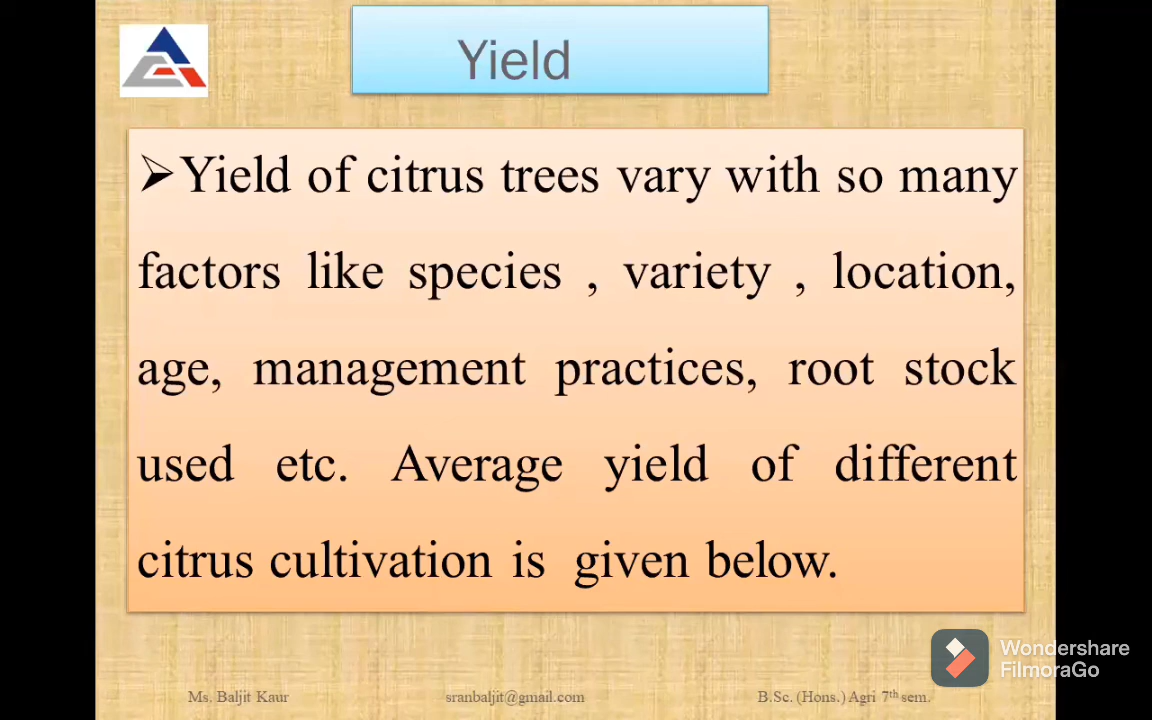 Yield
➢Yield of citrus trees vary with so many
factors like species , variety , location,
age, management practices, root stock
used etc. Average yield of different
citrus cultivation is given below.
Wondershare
FilmoraGo
Ms. Baljit Kaur sranbaljit@gmail.com B.Sc. (Hons.) Agri 7th sem.